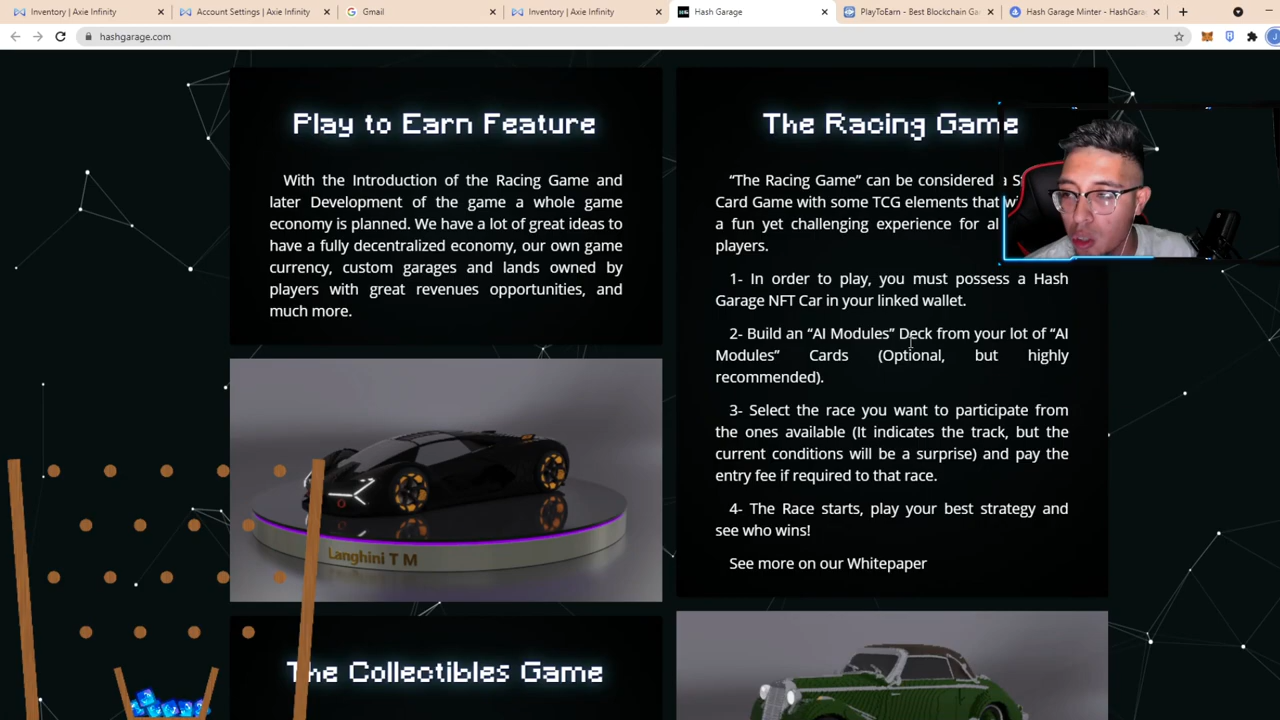 Inventory | Axie Infinity
Account Settings | Axie Infinity
Gmail
Inventory | Axie Infinity
Hash Garage
PlayToEarn - Best Blockchain Ga
Hash Garage Minter - HashGara
hashgarage.com
Play to Earn Feature
With the Introduction of the Racing Game and
later Development of the game a whole game
economy is planned. We have a lot of great ideas to
have a fully decentralized economy, our own game
currency, custom garages and lands owned by
players with great revenues opportunities, and
much more.
Langhini T M
The Collectibles Game
The Racing Game
"The Racing Game" can be considered a S
Card Game with some TCG elements that wi
a fun yet challenging experience for al
players.
1- In order to play, you must possess a Hash
Garage NFT Car in your linked wallet.
2- Build an “AI Modules” Deck from your lot of “AI
Modules” Cards (Optional, but highly
recommended).
3- Select the race you want to participate from
the ones available (It indicates the track, but the
current conditions will be a surprise) and pay the
entry fee if required to that race.
4- The Race starts, play your best strategy and
see who wins!
See more on our Whitepaper